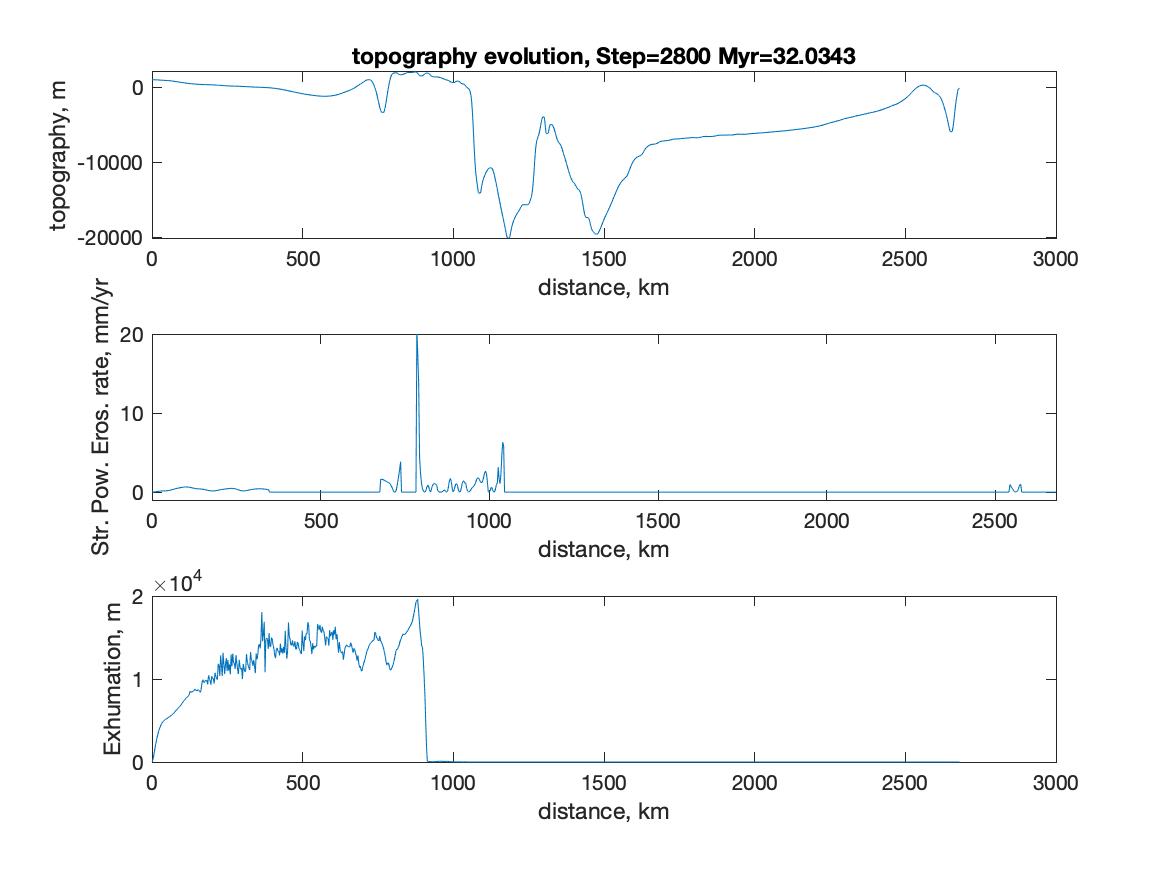 topography evolution, Step=2800 Myr=32.0343
topography, m
0
-10000
-20000
0 500 1000 1500 2000 2500 3000
distance, km
Str. Pow. Eros. rate, mm/yr
20
10
0
0 500 1000 1500 2000 2500
distance, km
×10⁴
Exhumation, m
2
1
0
0 500 1000 1500 2000 2500 3000
distance, km